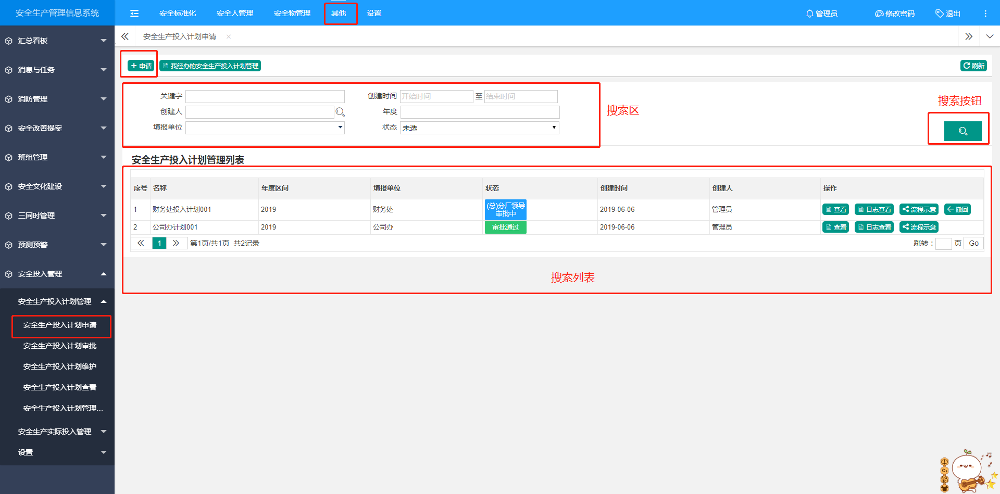 安全生产管理信息系统
安全标准化 安全人管理 安全物管理 其他 设置 管理员 修改密码 退出
安全生产投入计划申请 ×
汇总看板
消息与任务
消防管理
安全改善提案
班组管理
安全文化建设
三同时管理
预测预警
安全投入管理
安全生产投入计划管理
安全生产投入计划申请
安全生产投入计划审批
安全生产投入计划维护
安全生产投入计划查看
安全生产投入计划管理...
安全生产实际投入管理
设置
申请 我经办的安全生产投入计划管理 刷新
关键字 创建时间 开始时间 至 结束时间
创建人 年度
填报单位 状态 未选
搜索区
搜索按钮
安全生产投入计划管理列表
序号 名称 年度区间 填报单位 状态 创建时间 创建人 操作
1 财务处投入计划001 2019 财务处 (总)分厂领导审批中 2019-06-06 管理员 查看 日志查看 流程示意 撤回
2 公司办计划001 2019 公司办 审批通过 2019-06-06 管理员 查看 日志查看 流程示意
1 第1页/共1页 共2记录 跳转： 页 Go
搜索列表
中
简